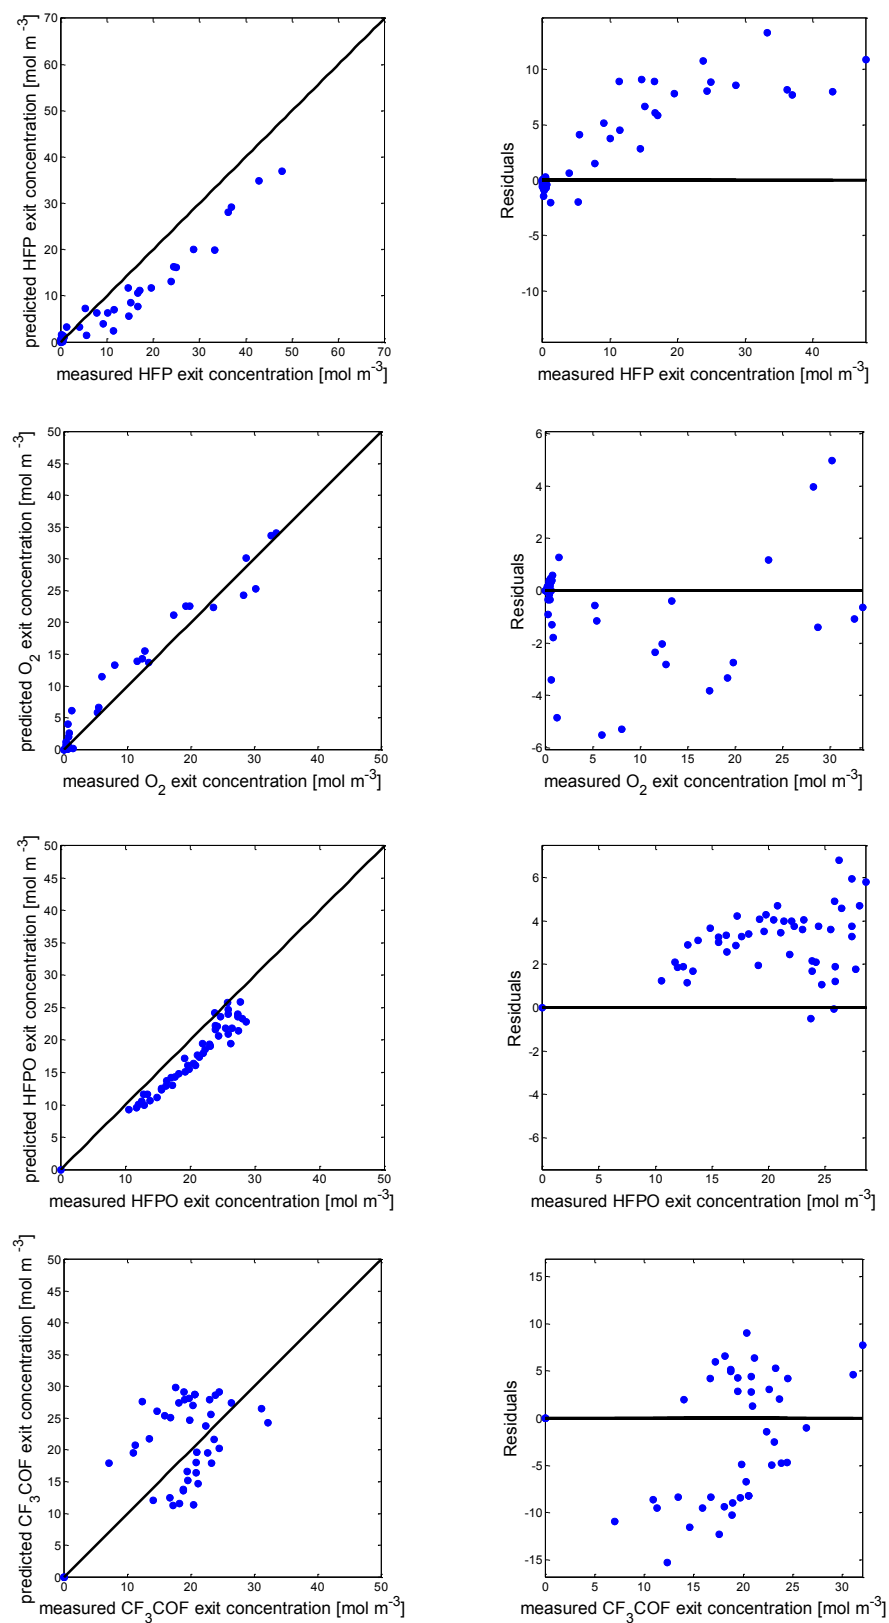 predicted HFP exit concentration [mol m⁻³]
70
60
50
40
30
20
10
0
0 10 20 30 40 50 60 70
measured HFP exit concentration [mol m⁻³]
Residuals
10
5
0
-5
-10
0 10 20 30 40
measured HFP exit concentration [mol m⁻³]
predicted O₂ exit concentration [mol m⁻³]
50
45
40
35
30
25
20
15
10
5
0
0 10 20 30 40 50
measured O₂ exit concentration [mol m⁻³]
Residuals
6
4
2
0
-2
-4
-6
0 5 10 15 20 25 30
measured O₂ exit concentration [mol m⁻³]
predicted HFPO exit concentration [mol m⁻³]
50
45
40
35
30
25
20
15
10
5
0
0 10 20 30 40 50
measured HFPO exit concentration [mol m⁻³]
Residuals
6
4
2
0
-2
-4
-6
0 5 10 15 20 25
measured HFPO exit concentration [mol m⁻³]
predicted CF₃COF exit concentration [mol m⁻³]
50
45
40
35
30
25
20
15
10
5
0
0 10 20 30 40 50
measured CF₃COF exit concentration [mol m⁻³]
Residuals
15
10
5
0
-5
-10
-15
0 5 10 15 20 25 30
measured CF₃COF exit concentration [mol m⁻³]